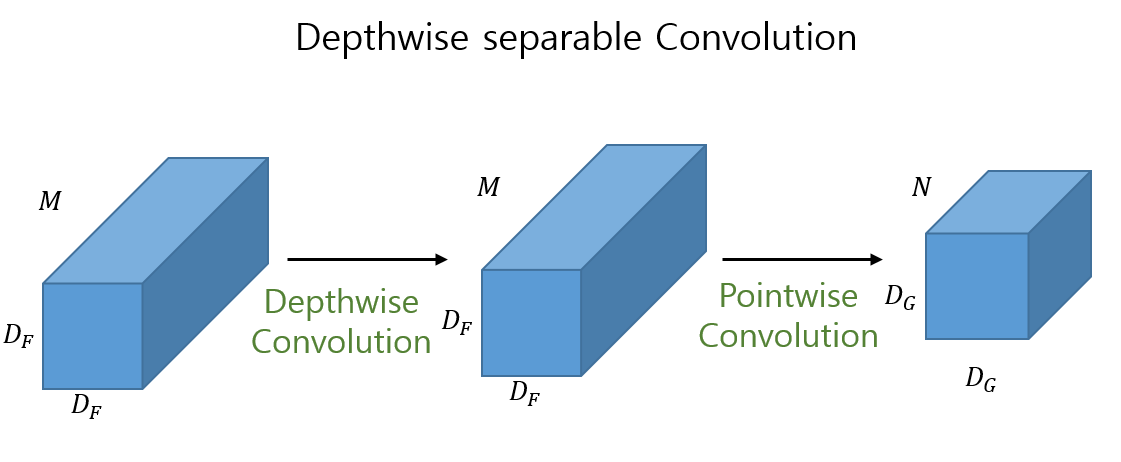 Depthwise separable Convolution
M
D_F
D_F
Depthwise
Convolution
M
D_F
D_F
Pointwise
Convolution
N
D_G
D_G